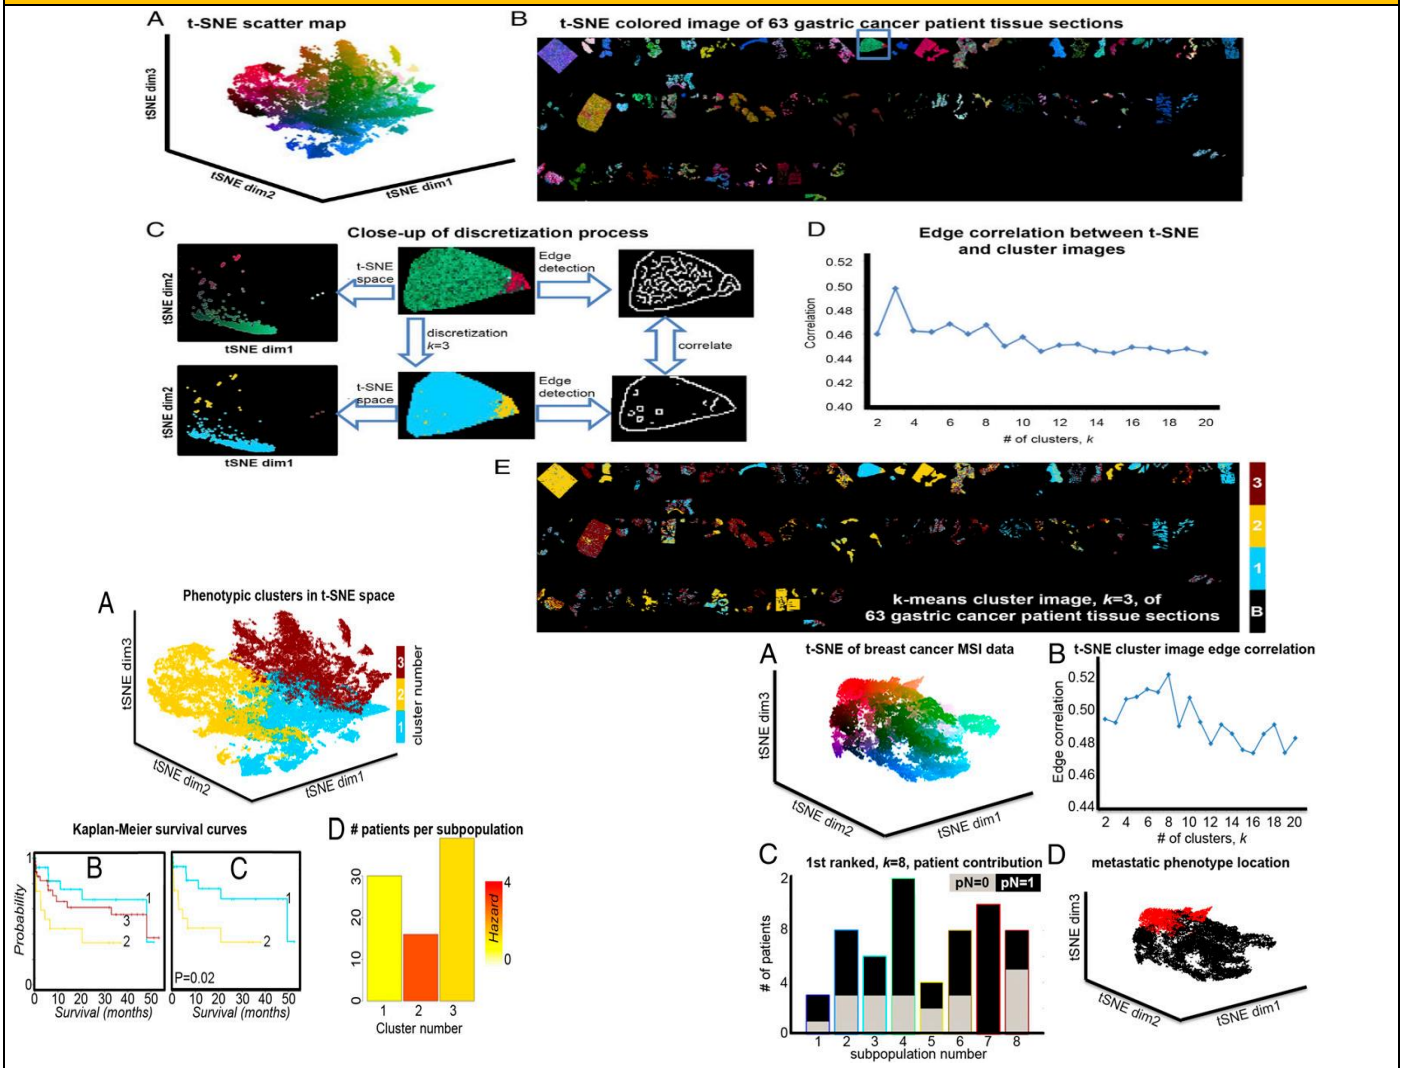 A t-SNE scatter map
tSNE dim3
tSNE dim2
tSNE dim1
B t-SNE colored image of 63 gastric cancer patient tissue sections
C Close-up of discretization process
tSNE dim2
tSNE dim1
t-SNE
space
Edge
detection
discretization
k=3
correlate
tSNE dim2
tSNE dim1
t-SNE
space
Edge
detection
D Edge correlation between t-SNE
and cluster images
Correlation
0.52
0.50
0.48
0.46
0.44
0.42
0.40
2 4 6 8 10 12 14 16 18 20
# of clusters, k
E
k-means cluster image, k=3, of
63 gastric cancer patient tissue sections
3
2
1
B
A Phenotypic clusters in t-SNE space
tSNE dim3
tSNE dim2
tSNE dim1
3
2
1
cluster number
Kaplan-Meier survival curves
B
Probability
1
0
1
3
2
0 10 20 30 40 50
Survival (months)
C
1
2
P=0.02
0 10 20 30 40 50
Survival (months)
D # patients per subpopulation
30
20
10
0
1 2 3
Cluster number
4
Hazard
0
A t-SNE of breast cancer MSI data
tSNE dim3
tSNE dim2
tSNE dim1
B t-SNE cluster image edge correlation
Edge correlation
0.52
0.50
0.48
0.46
0.44
2 4 6 8 10 12 14 16 18 20
# of clusters, k
C 1st ranked, k=8, patient contribution
pN=0 pN=1
# of patients
2
8
4
0
1 2 3 4 5 6 7 8
subpopulation number
D metastatic phenotype location
tSNE dim3
tSNE dim2
tSNE dim1